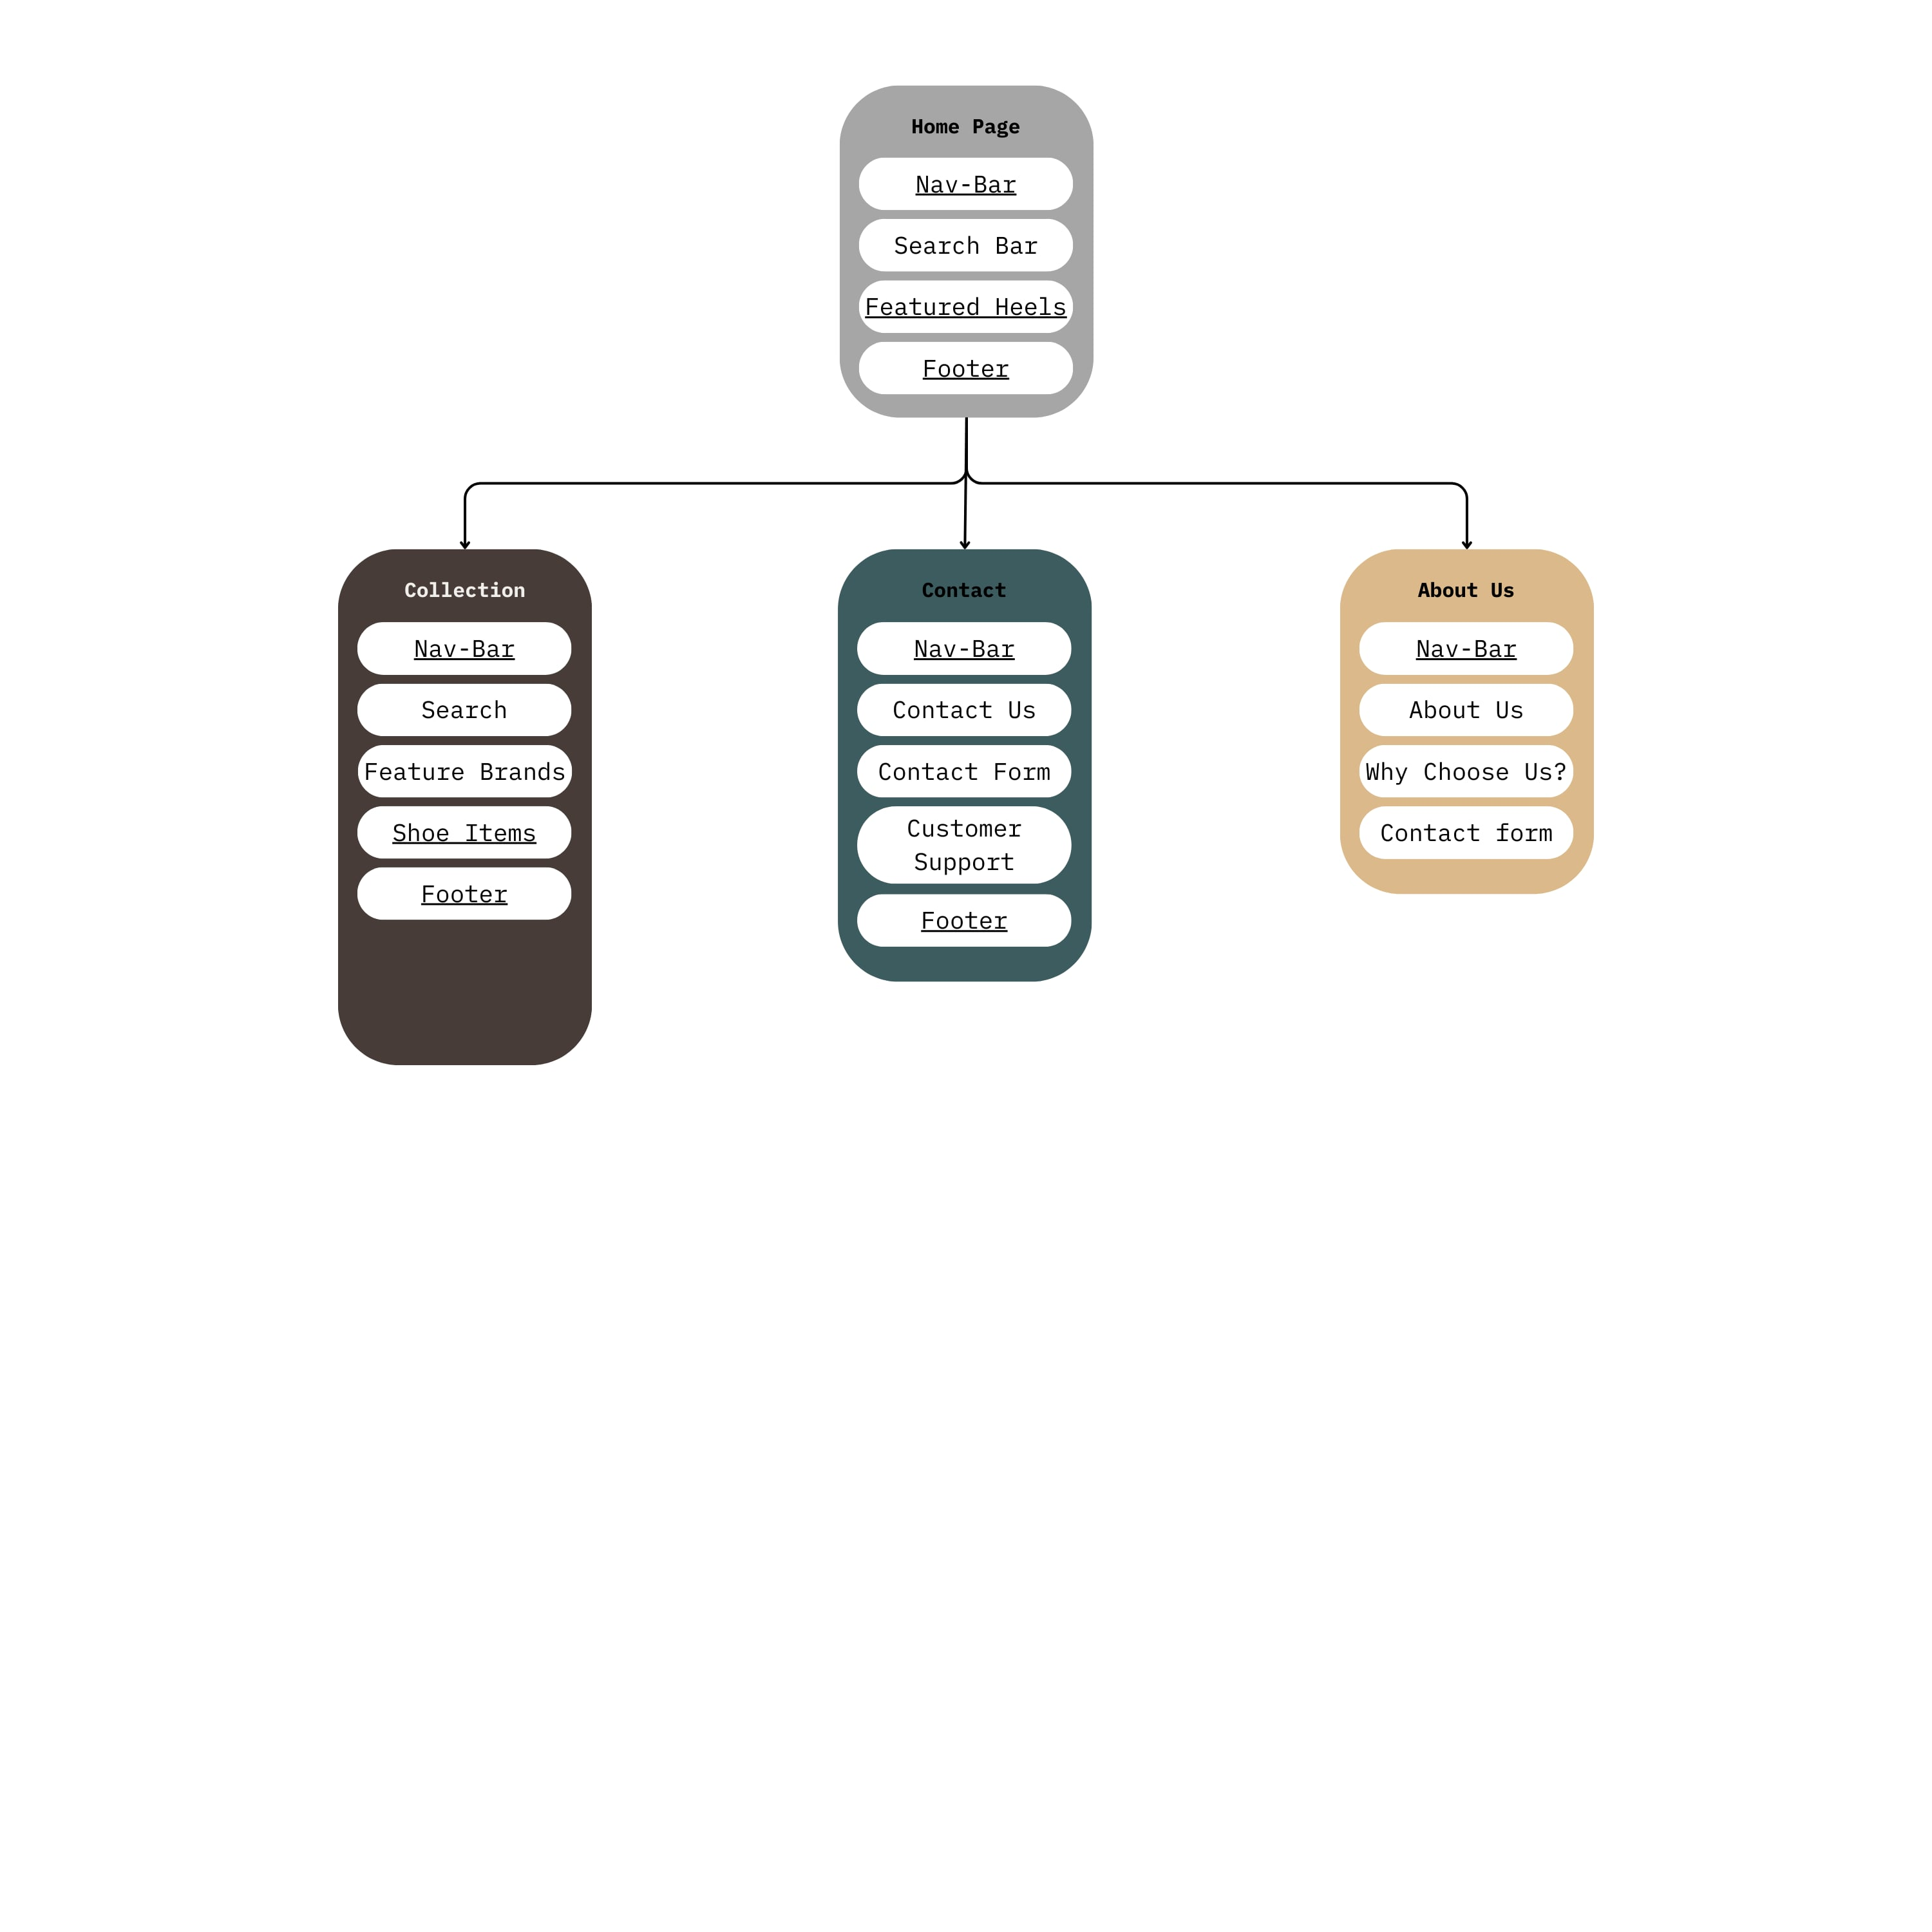 Home Page
Nav-Bar
Search Bar
Featured Heels
Footer
Collection
Nav-Bar
Search
Feature Brands
Shoe Items
Footer
Contact
Nav-Bar
Contact Us
Contact Form
Customer
Support
Footer
About Us
Nav-Bar
About Us
Why Choose Us?
Contact form